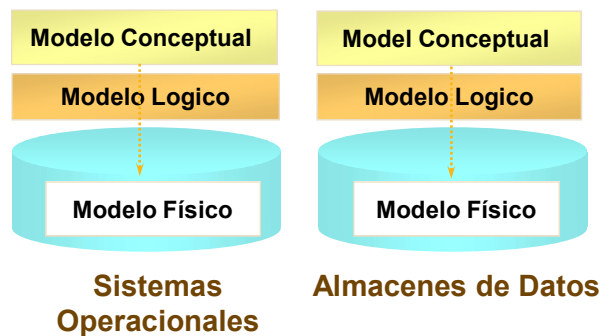 Modelo Conceptual
Modelo Logico
Modelo Físico
Sistemas
Operacionales
Model Conceptual
Modelo Logico
Modelo Físico
Almacenes de Datos